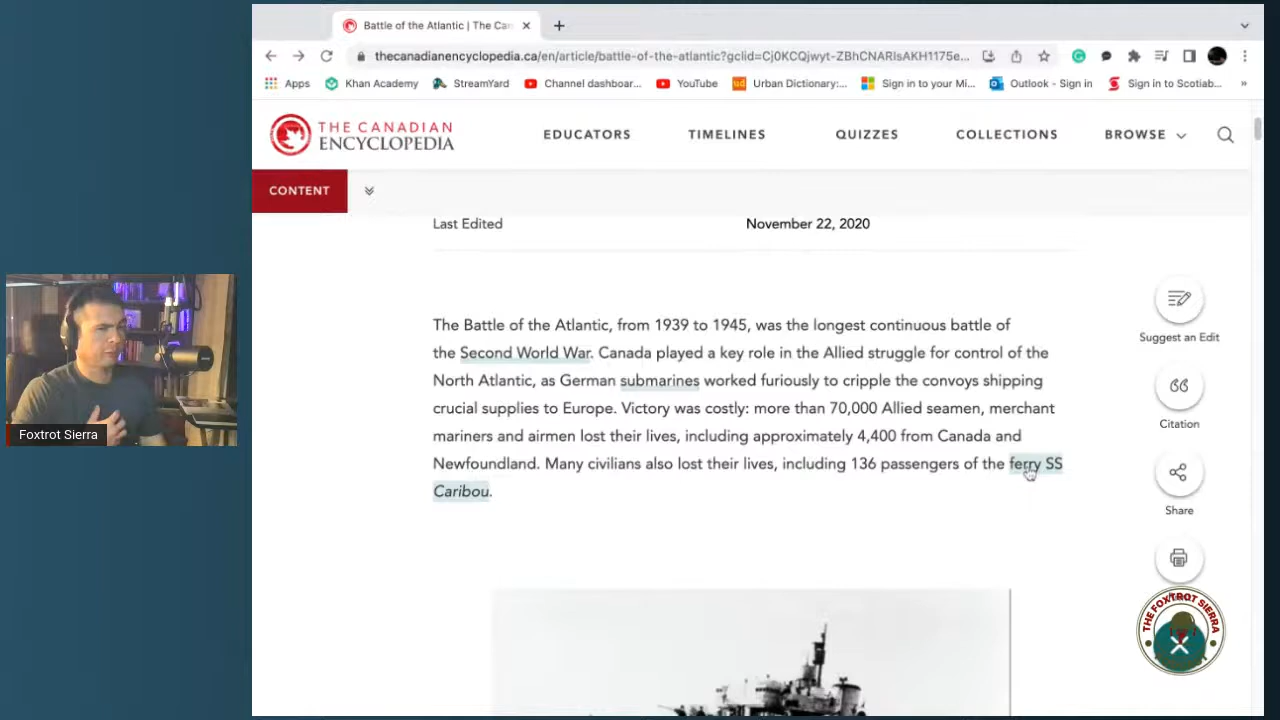 Battle of the Atlantic | The Can
thecanadianencyclopedia.ca/en/article/battle-of-the-atlantic?gclid=Cj0KCQjwyt-ZBhCNARIsAKH1175e...
Apps Khan Academy StreamYard Channel dashboar... YouTube Urban Dictionary:... Sign in to your Mi... Outlook - Sign in Sign in to Scotiab... »
THE CANADIAN
ENCYCLOPEDIA
EDUCATORS TIMELINES QUIZZES COLLECTIONS BROWSE
CONTENT
Last Edited November 22, 2020
The Battle of the Atlantic, from 1939 to 1945, was the longest continuous battle of
the Second World War. Canada played a key role in the Allied struggle for control of the
North Atlantic, as German submarines worked furiously to cripple the convoys shipping
crucial supplies to Europe. Victory was costly: more than 70,000 Allied seamen, merchant
mariners and airmen lost their lives, including approximately 4,400 from Canada and
Newfoundland. Many civilians also lost their lives, including 136 passengers of the ferry SS
Caribou.
Suggest an Edit
Citation
Share
Foxtrot Sierra
THE FOXTROT SIERRA